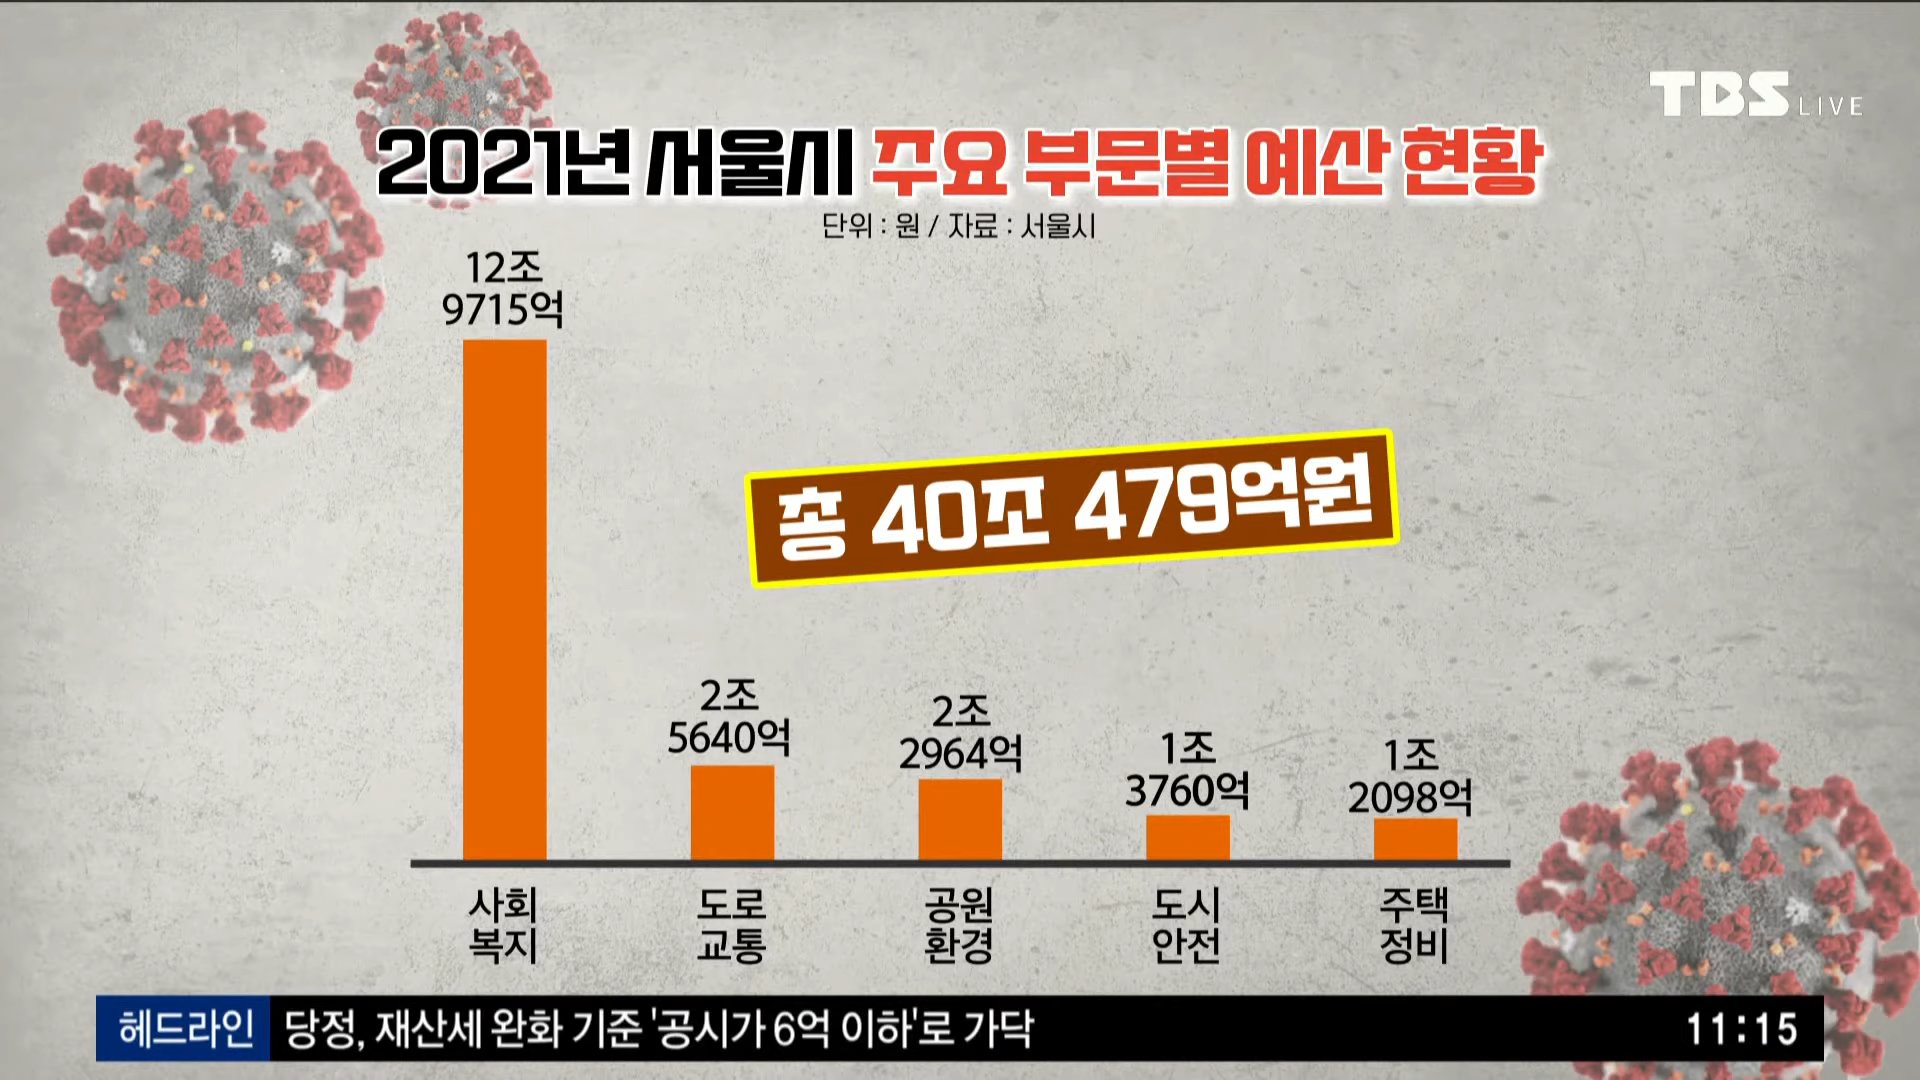 TBS LIVE
2021년 서울시 주요 부문별 예산 현황
단위 : 원 / 자료 : 서울시
12조
9715억
총 40조 479억원
2조
5640억
2조
2964억
1조
3760억
1조
2098억
사회
복지
도로
교통
공원
환경
도시
안전
주택
정비
헤드라인 당정, 재산세 완화 기준 '공시가 6억 이하'로 가닥 11:15